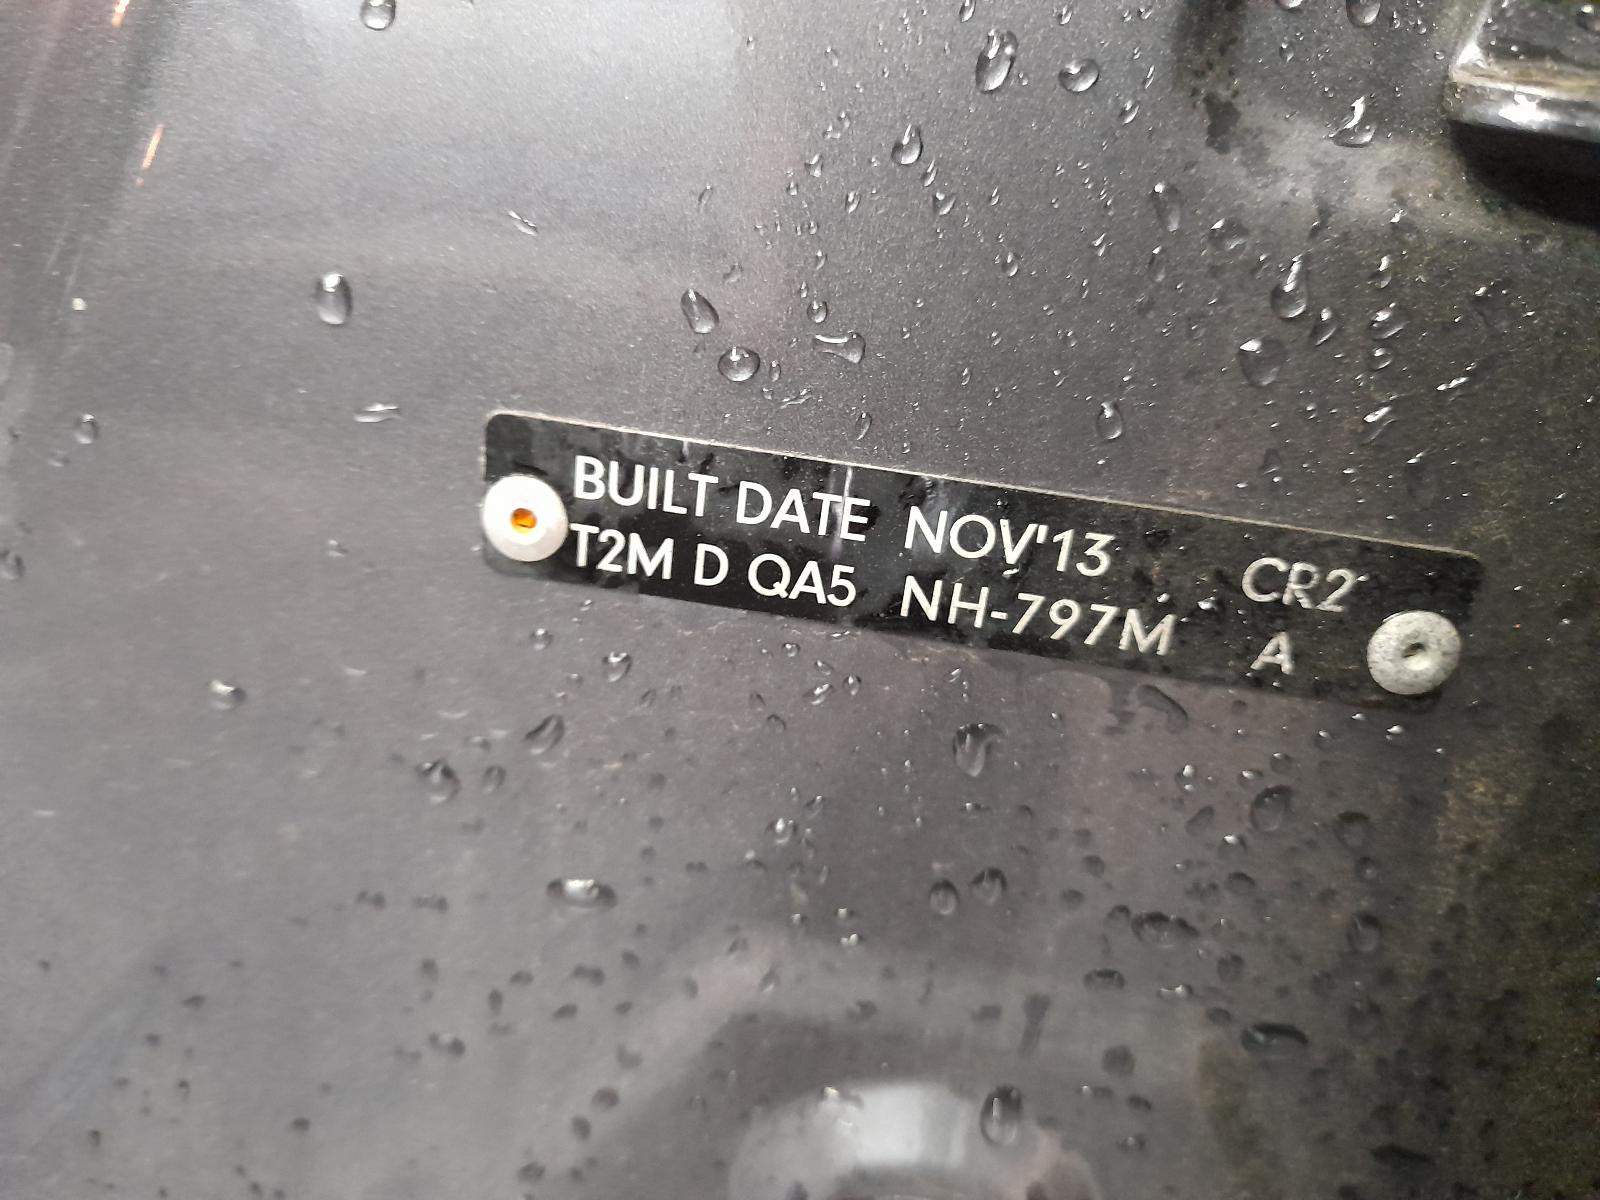 BUILT DATE NOV'13 CR2
T2M D QA5 NH-797M A